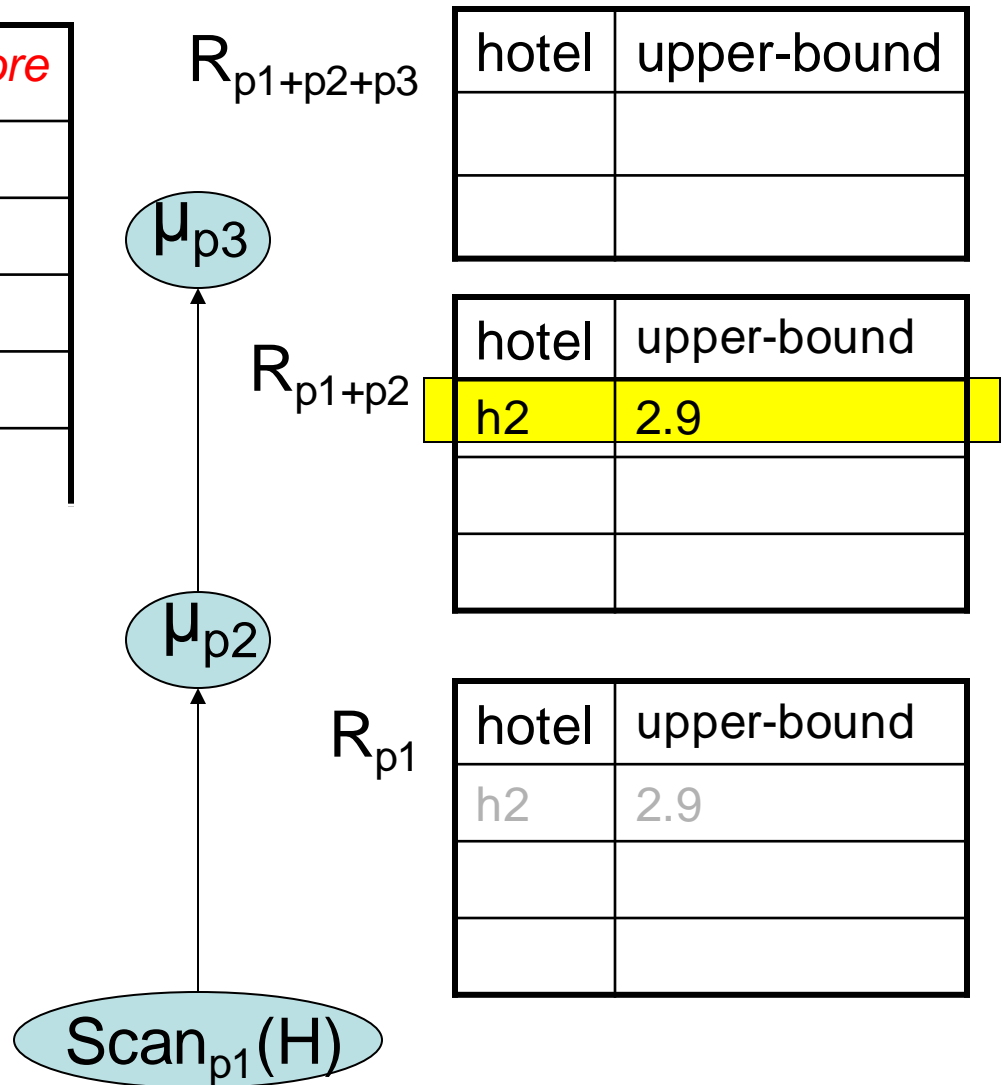 R p1+p2+p3
hotel upper-bound
μ p3
R p1+p2
hotel upper-bound
h2 2.9
μ p2
R p1
hotel upper-bound
h2 2.9
Scan p1 (H)